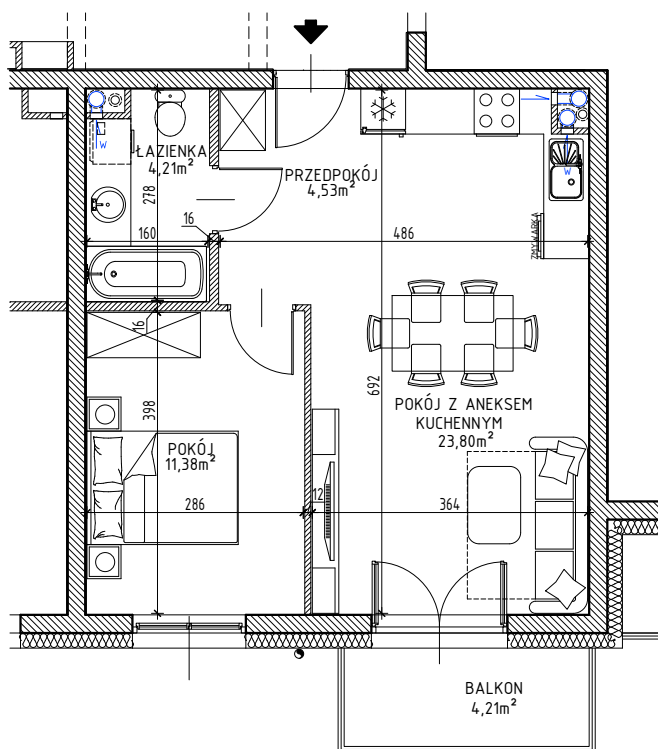 W
ŁAZIENKA
4,21m²
PRZEDPOKÓJ
4,53m²
W
ZMYWARKA
278
16
160
486
16
692
398
POKÓJ Z ANEKSEM
KUCHENNYM
23,80m²
POKÓJ
11,38m²
12
286
364
BALKON
4,21m²